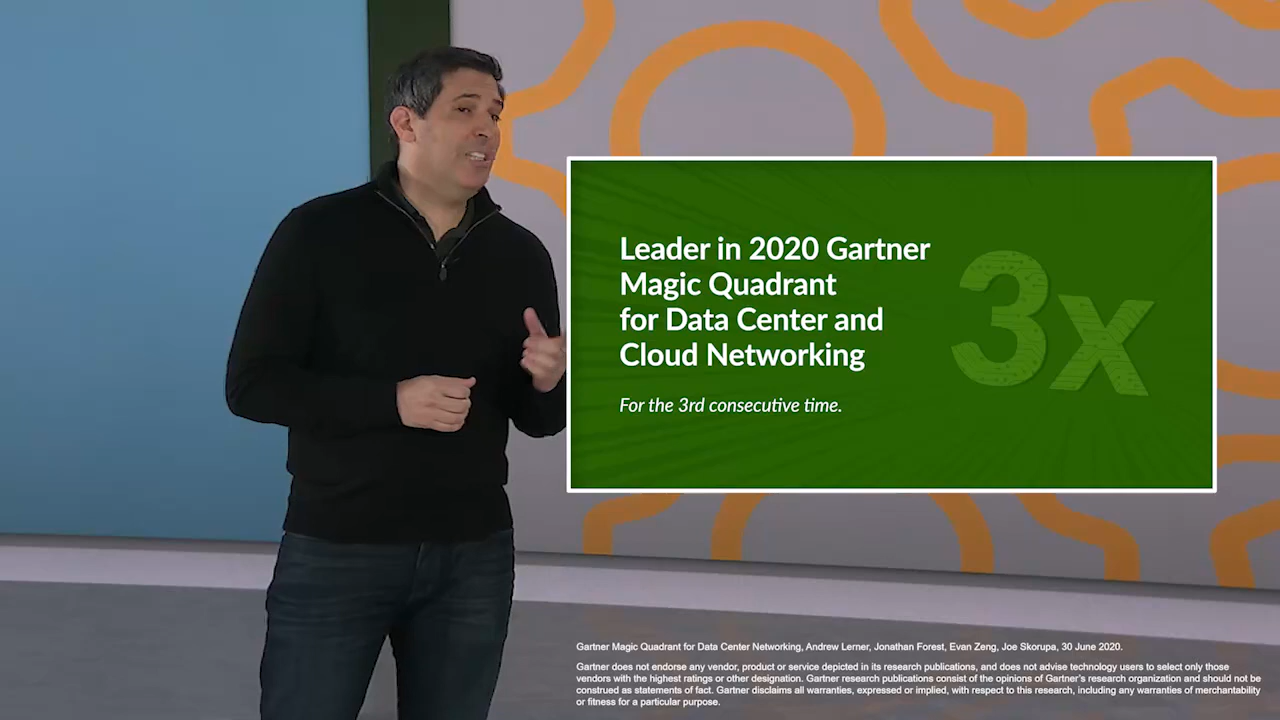 Leader in 2020 Gartner
Magic Quadrant
for Data Center and
Cloud Networking
3x
For the 3rd consecutive time.
Gartner Magic Quadrant for Data Center Networking, Andrew Lerner, Jonathan Forest, Evan Zeng, Joe Skorupa, 30 June 2020.
Gartner does not endorse any vendor, product or service depicted in its research publications, and does not advise technology users to select only those
vendors with the highest ratings or other designation. Gartner research publications consist of the opinions of Gartner's research organization and should not be
construed as statements of fact. Gartner disclaims all warranties, expressed or implied, with respect to this research, including any warranties of merchantability
or fitness for a particular purpose.